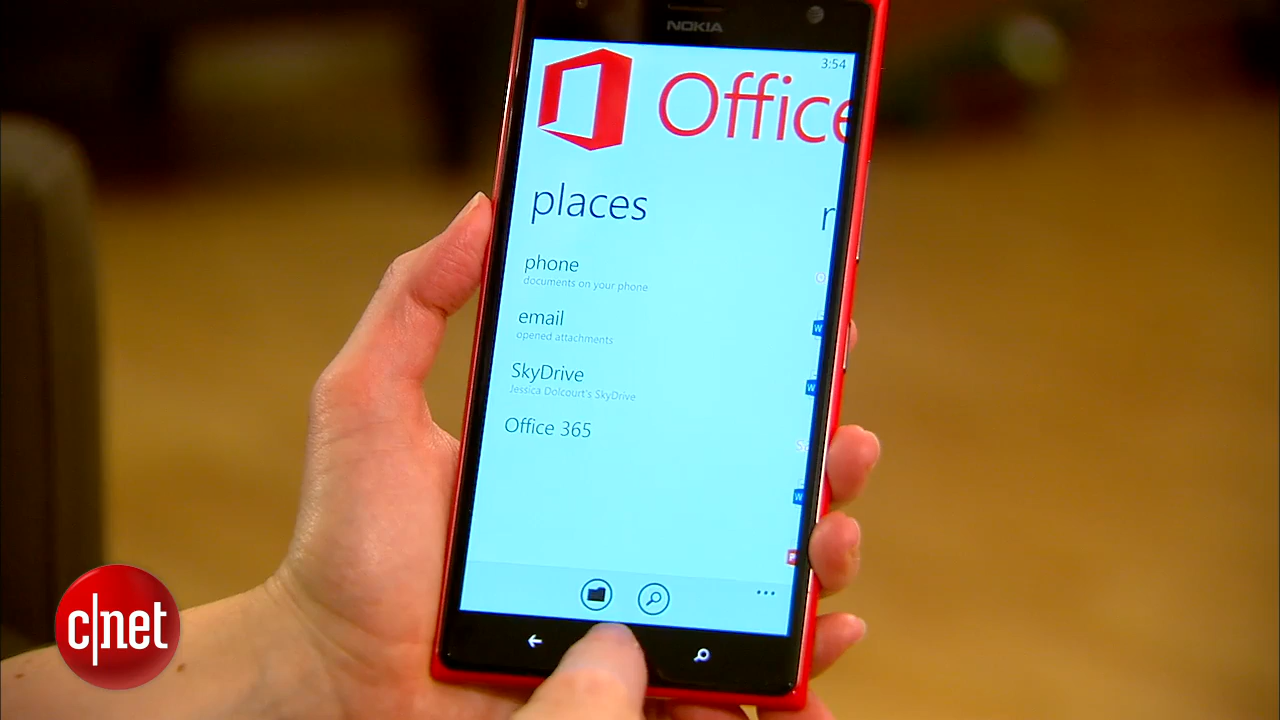 NOKIA
3:54
Office
places
phone
documents on your phone
email
opened attachments
SkyDrive
Jessica Dolcourt's SkyDrive
Office 365
W
W
W
P
c|net